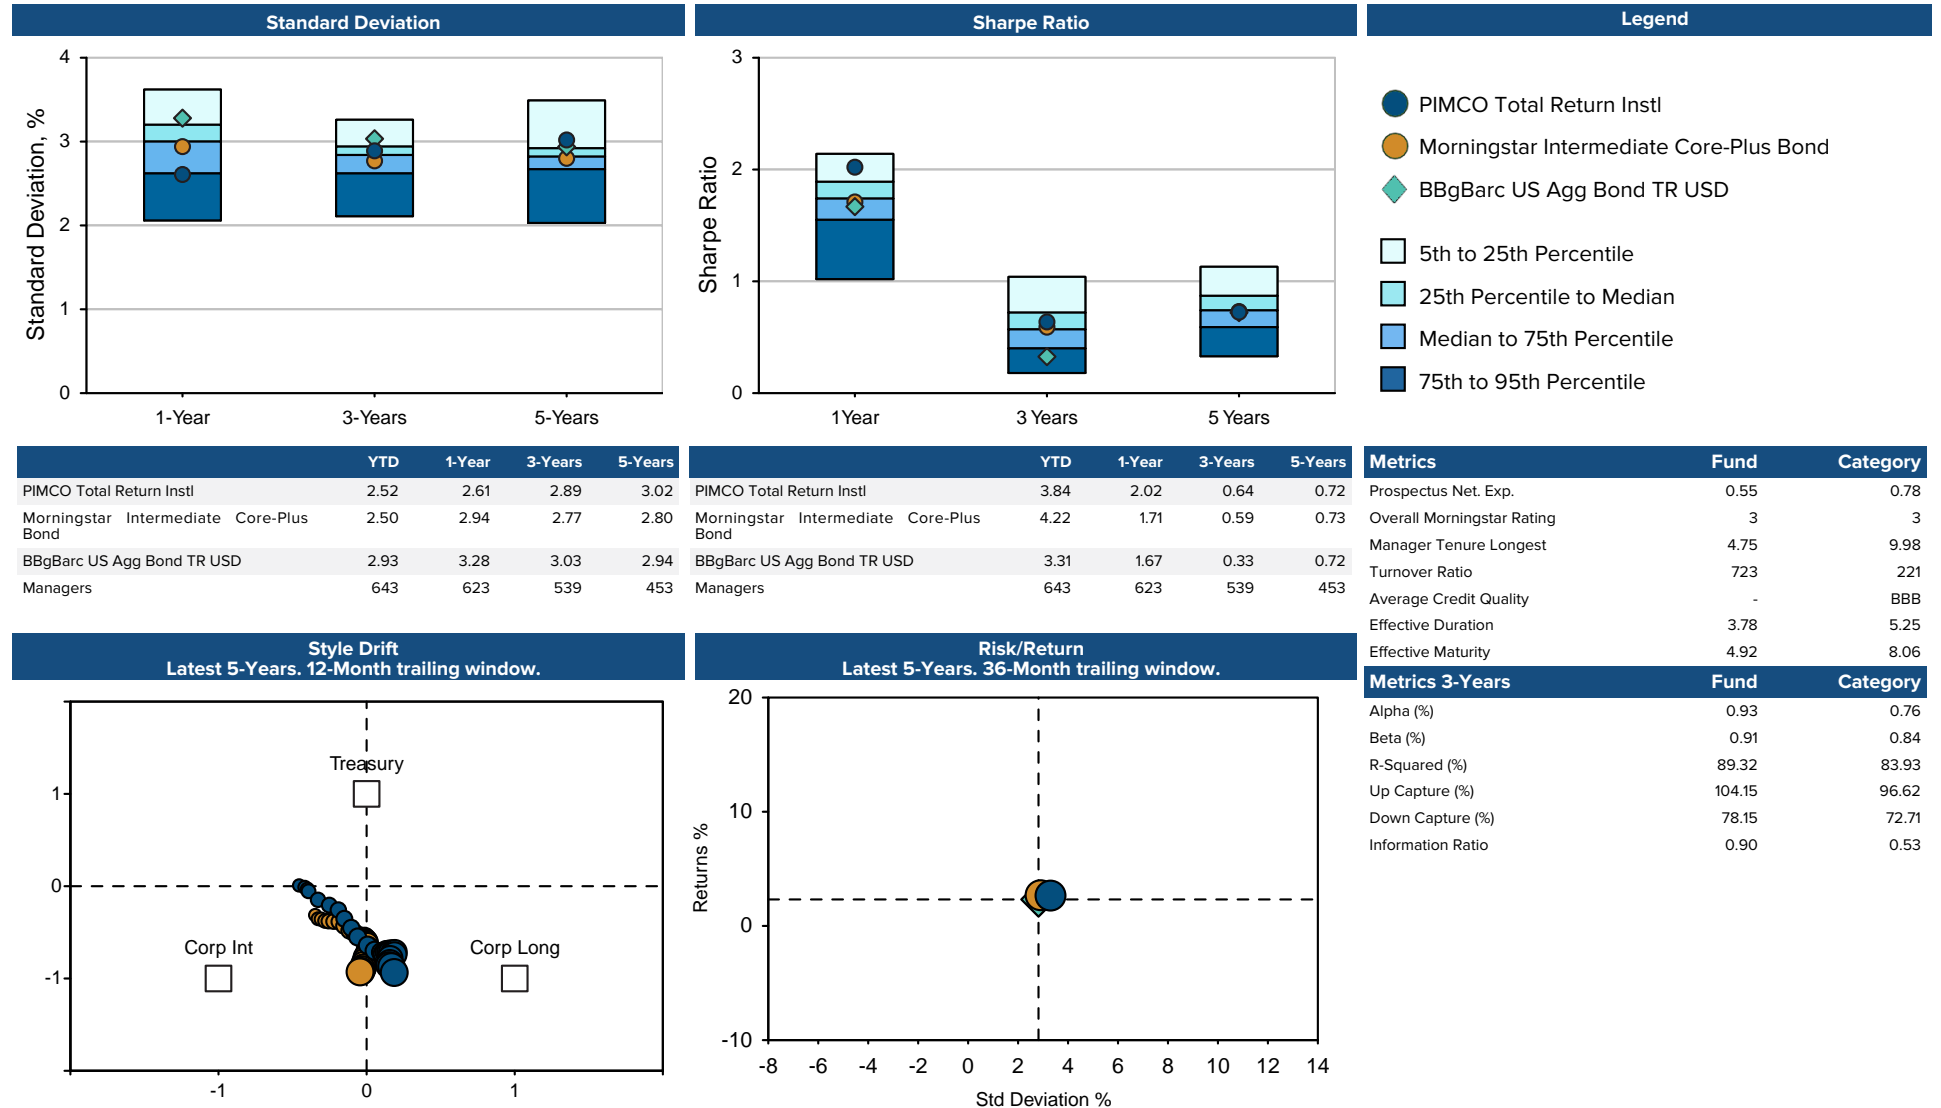 Standard Deviation
4
3
2
1
0
Standard Deviation, %
1-Year 3-Years 5-Years
Sharpe Ratio
3
2
1
0
Sharpe Ratio
1Year 3 Years 5 Years
Legend
PIMCO Total Return Instl
Morningstar Intermediate Core-Plus Bond
BBgBarc US Agg Bond TR USD
5th to 25th Percentile
25th Percentile to Median
Median to 75th Percentile
75th to 95th Percentile
YTD 1-Year 3-Years 5-Years
PIMCO Total Return Instl 2.52 2.61 2.89 3.02
Morningstar Intermediate Core-Plus 2.50 2.94 2.77 2.80
Bond
BBgBarc US Agg Bond TR USD 2.93 3.28 3.03 2.94
Managers 643 623 539 453
YTD 1-Year 3-Years 5-Years
PIMCO Total Return Instl 3.84 2.02 0.64 0.72
Morningstar Intermediate Core-Plus 4.22 1.71 0.59 0.73
Bond
BBgBarc US Agg Bond TR USD 3.31 1.67 0.33 0.72
Managers 643 623 539 453
Metrics Fund Category
Prospectus Net. Exp. 0.55 0.78
Overall Morningstar Rating 3 3
Manager Tenure Longest 4.75 9.98
Turnover Ratio 723 221
Average Credit Quality - BBB
Effective Duration 3.78 5.25
Effective Maturity 4.92 8.06
Metrics 3-Years Fund Category
Alpha (%) 0.93 0.76
Beta (%) 0.91 0.84
R-Squared (%) 89.32 83.93
Up Capture (%) 104.15 96.62
Down Capture (%) 78.15 72.71
Information Ratio 0.90 0.53
Style Drift
Latest 5-Years. 12-Month trailing window.
Treasury
1
0
Corp Int Corp Long
-1
-1 0 1
Risk/Return
Latest 5-Years. 36-Month trailing window.
20
10
0
-10
Returns %
-8 -6 -4 -2 0 2 4 6 8 10 12 14
Std Deviation %